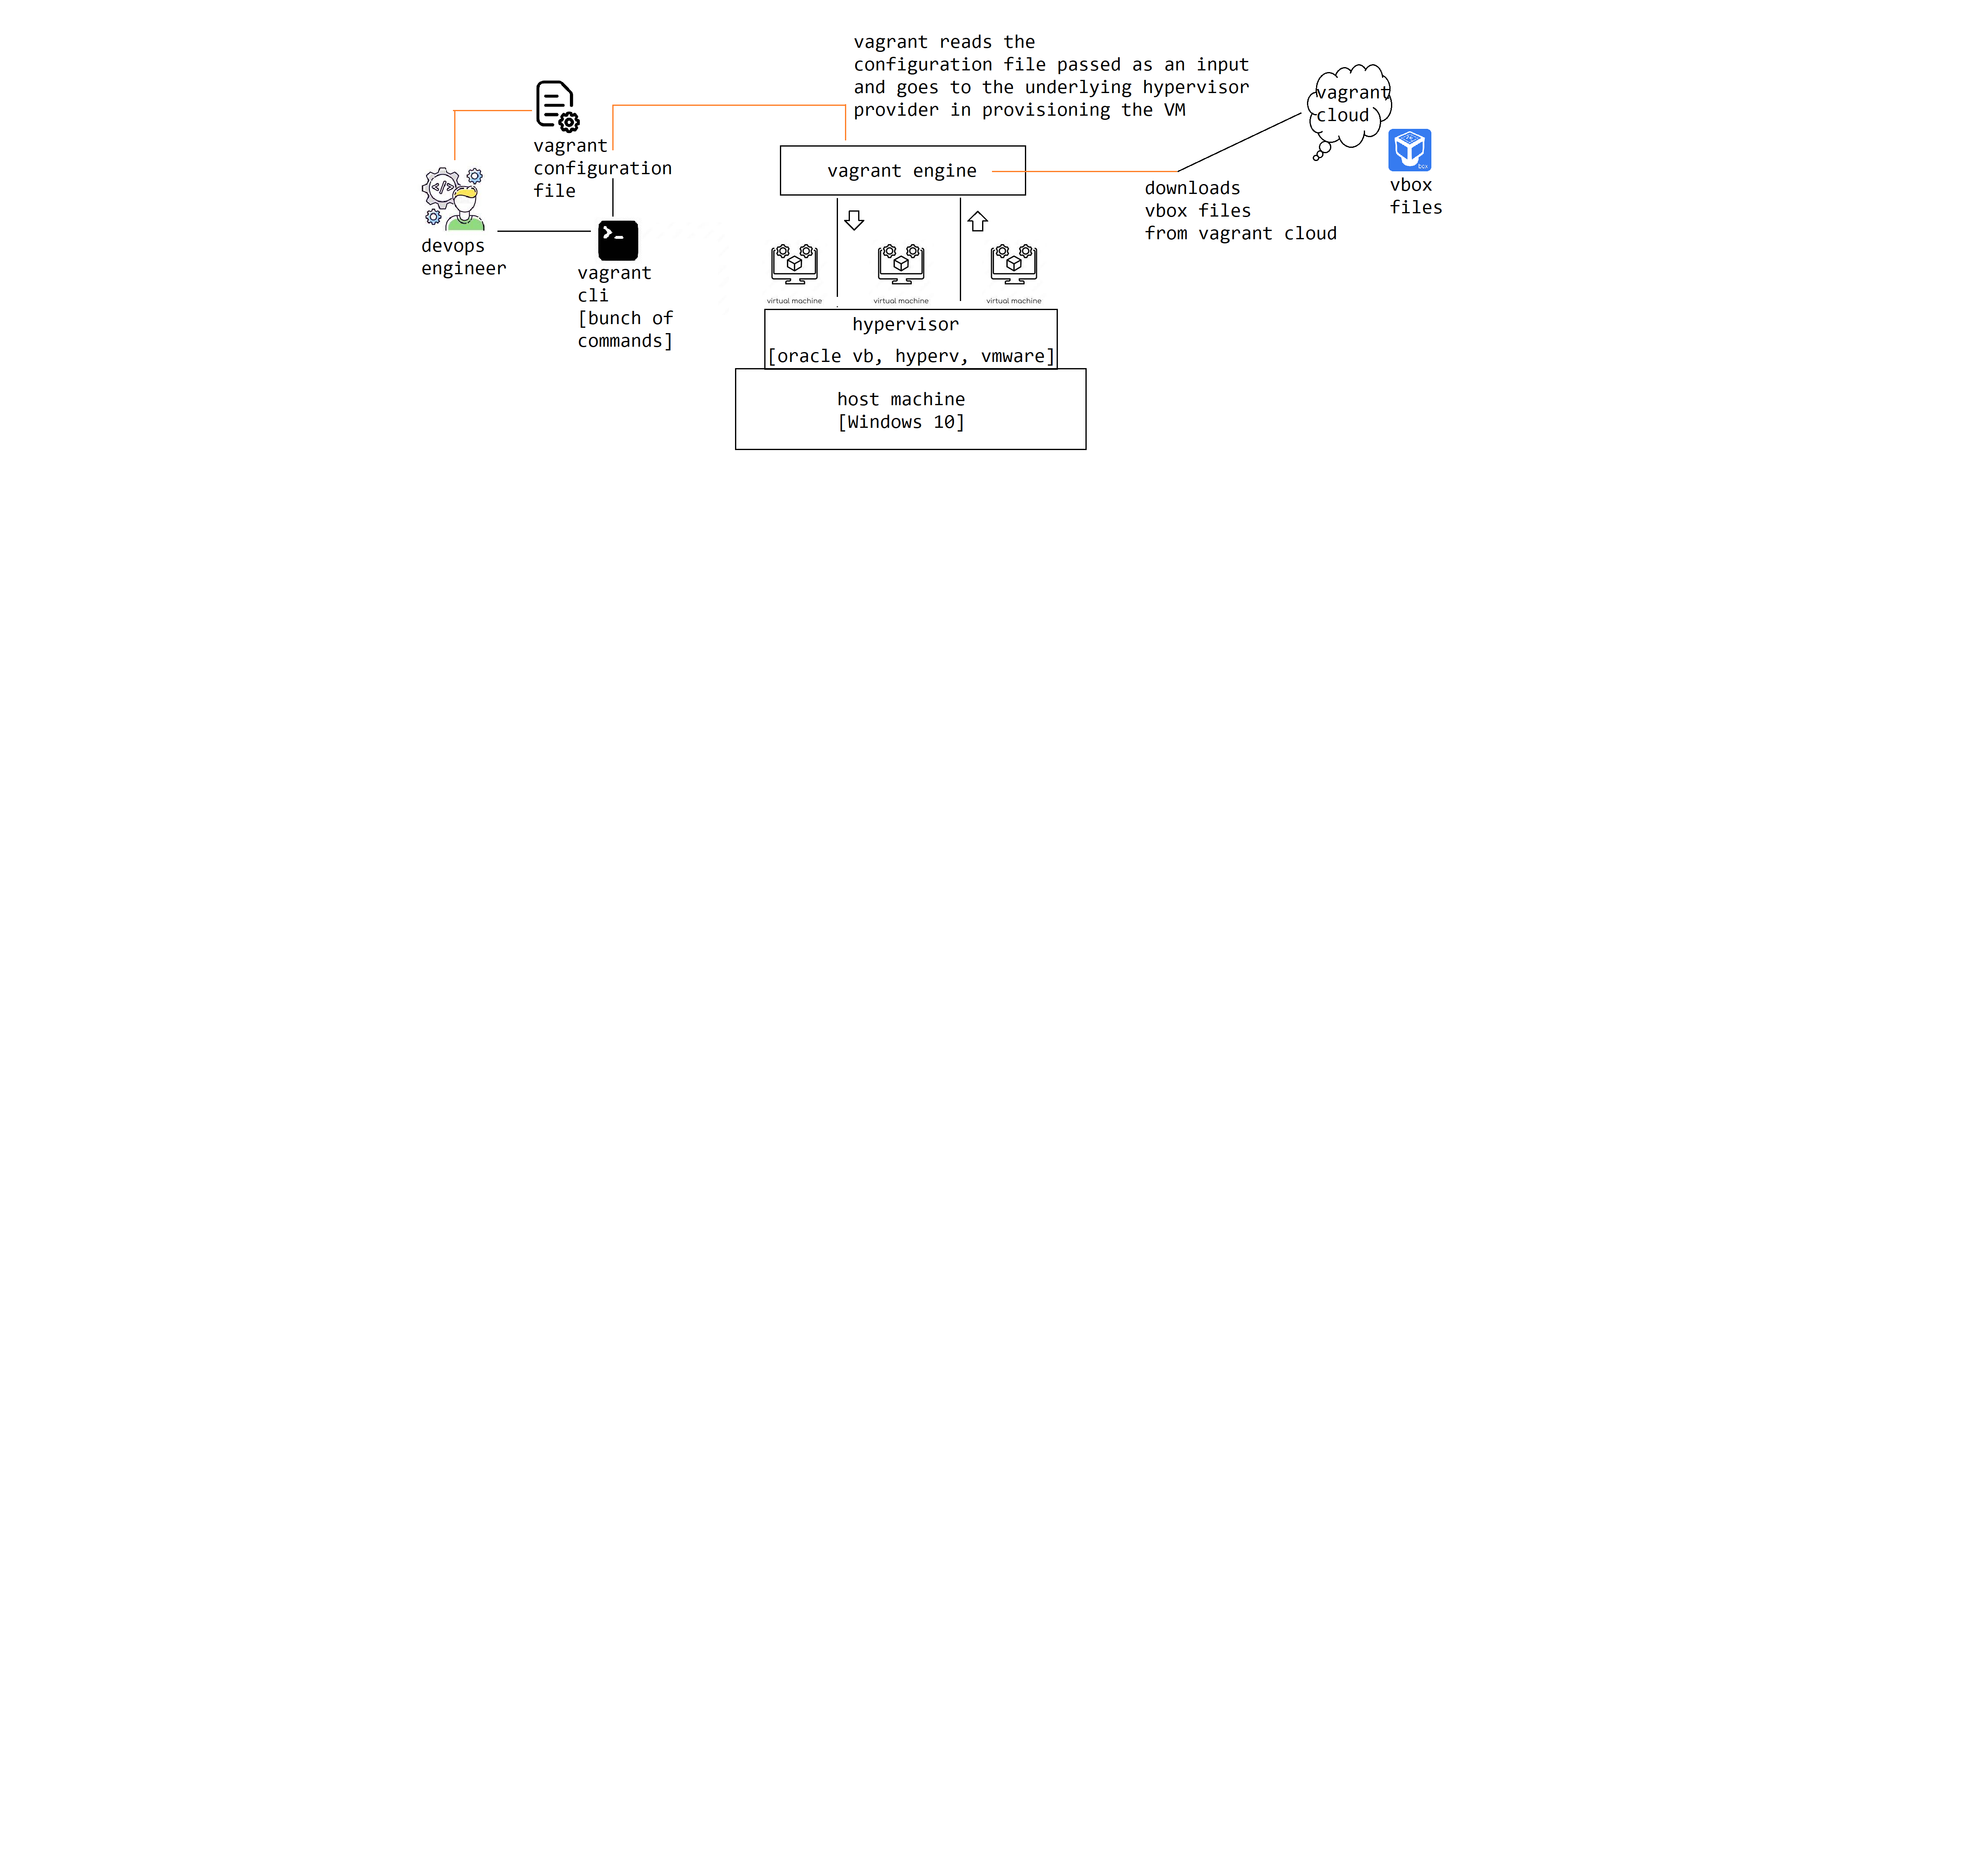 vagrant reads the
configuration file passed as an input
and goes to the underlying hypervisor
provider in provisioning the VM
vagrant
cloud
vagrant
configuration
file
vagrant engine
box
vbox
files
downloads
vbox files
from vagrant cloud
devops
engineer
vagrant
cli
[bunch of
commands]
virtual machine
virtual machine
virtual machine
hypervisor
[oracle vb, hyperv, vmware]
host machine
[Windows 10]